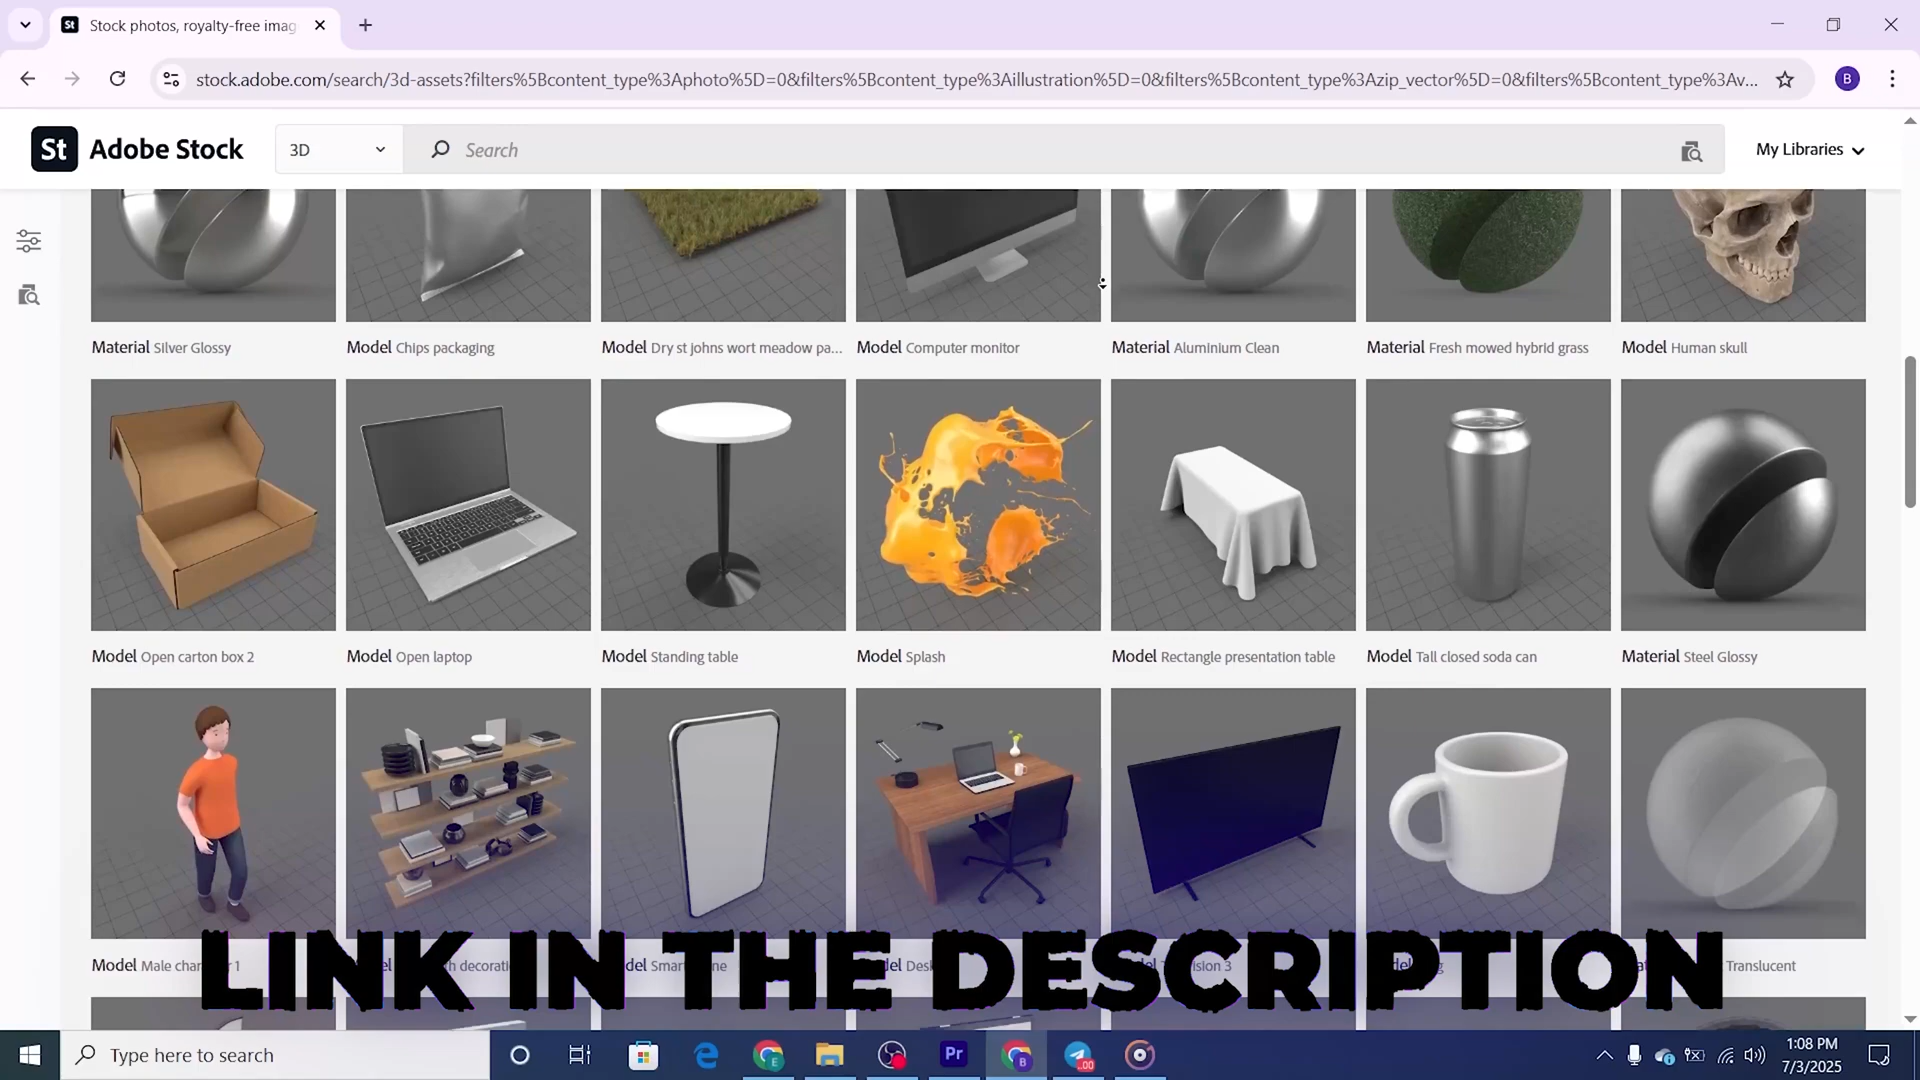 St Stock photos, royalty-free imag
stock.adobe.com/search/3d-assets?filters%5Bcontent_type%3Aphoto%5D=0&filters%5Bcontent_type%3Aillustration%5D=0&filters%5Bcontent_type%3Azip_vector%5D=0&filters%5Bcontent_type%3Av...
B
St Adobe Stock
3D
Search
My Libraries
Material Silver Glossy
Model Chips packaging
Model Dry st johns wort meadow pa...
Model Computer monitor
Material Aluminium Clean
Material Fresh mowed hybrid grass
Model Human skull
Model Open carton box 2
Model Open laptop
Model Standing table
Model Splash
Model Rectangle presentation table
Model Tall closed soda can
Material Steel Glossy
Model Male char 1
Translucent
LINK IN THE DESCRIPTION
Type here to search
Pr
1:08 PM
7/3/2025